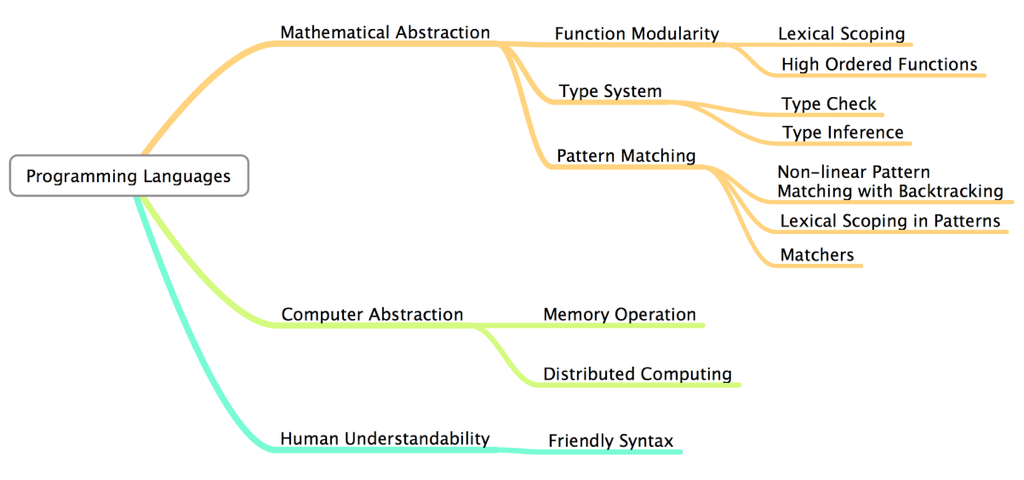 Mathematical Abstraction
Function Modularity
Lexical Scoping
High Ordered Functions
Type System
Type Check
Type Inference
Pattern Matching
Non-linear Pattern
Matching with Backtracking
Lexical Scoping in Patterns
Matchers
Programming Languages
Computer Abstraction
Memory Operation
Distributed Computing
Human Understandability
Friendly Syntax